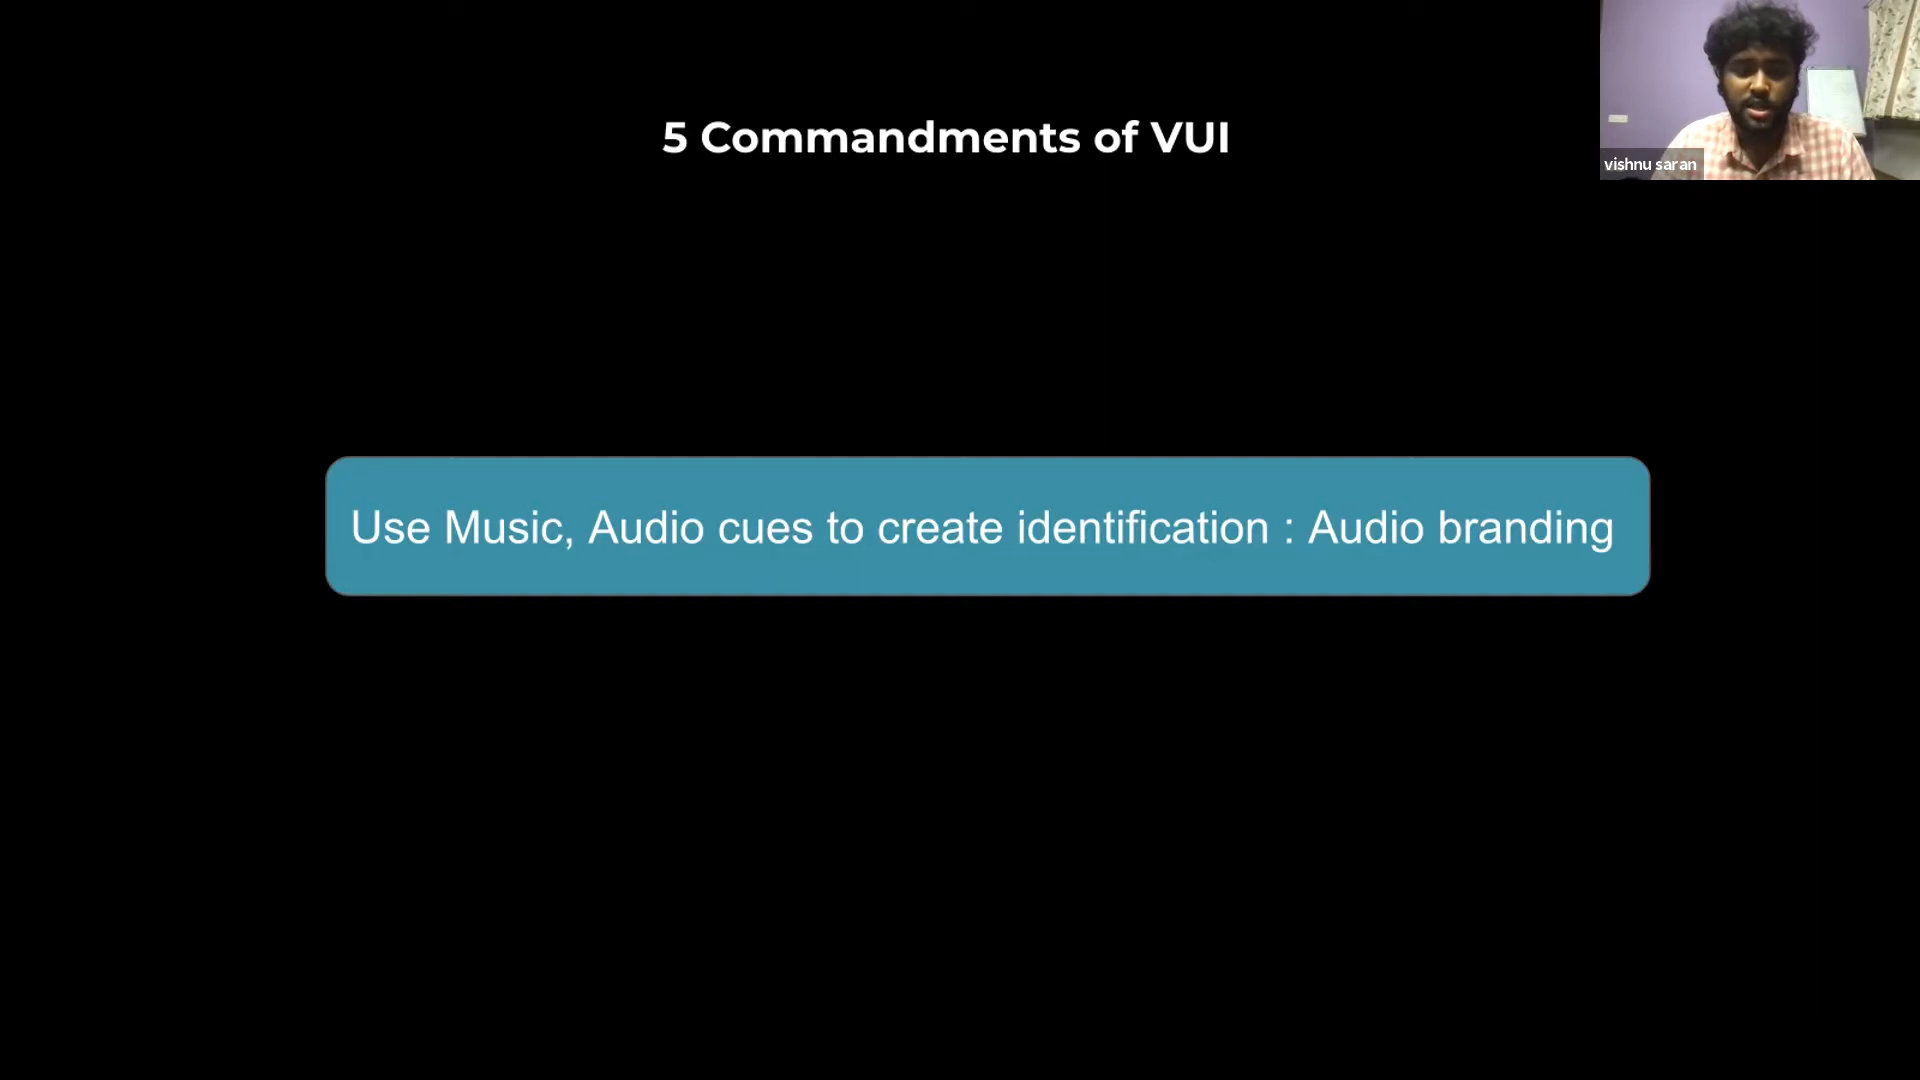 5 Commandments of VUI
vishnu saran
Use Music, Audio cues to create identification : Audio branding